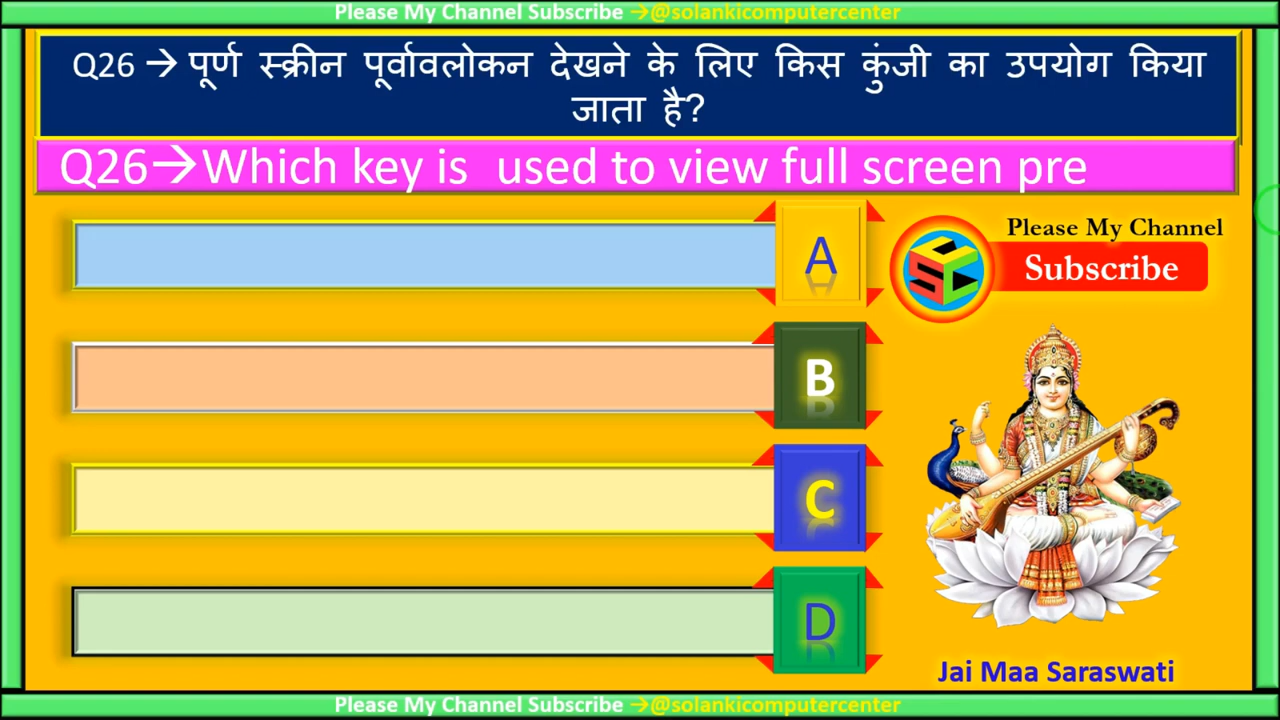 Please My Channel Subscribe →@solankicomputercenter
Q26 → पूर्ण स्क्रीन पूर्वावलोकन देखने के लिए किस कुंजी का उपयोग किया
जाता है?
Q26→Which key is used to view full screen pre
A
Please My Channel
SCC
Subscribe
B
C
D
Jai Maa Saraswati
Please My Channel Subscribe →@solankicomputercenter